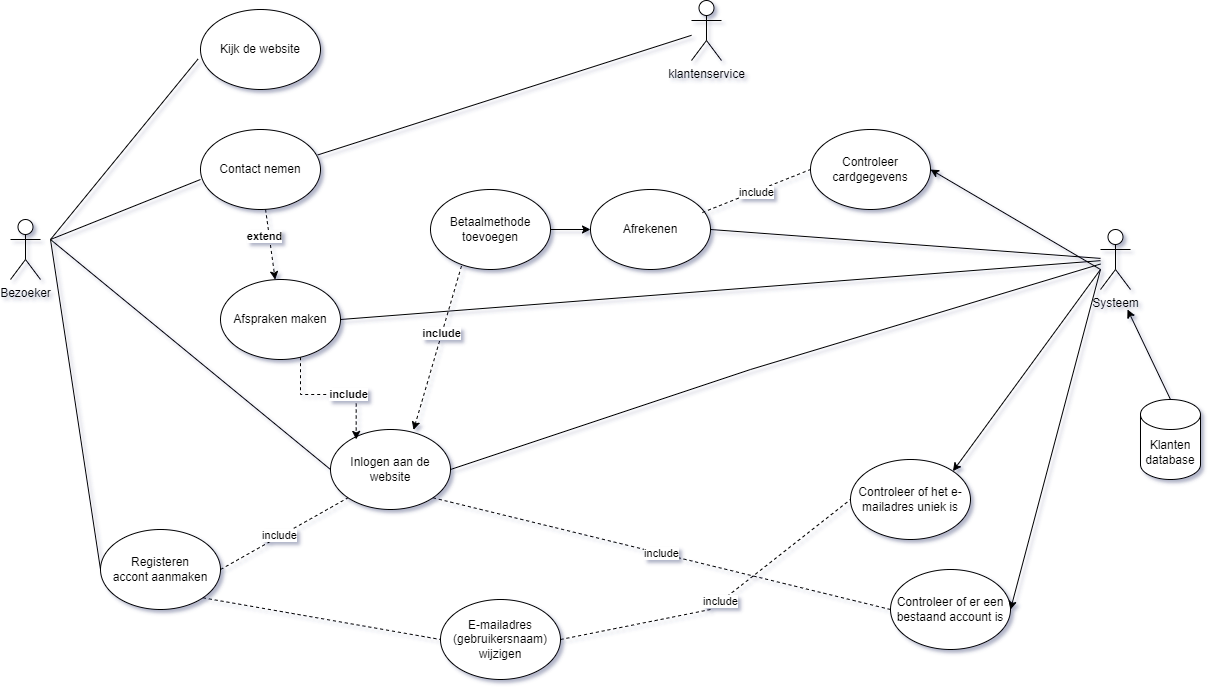 Kijk de website
klantenservice
Contact nemen
Controleer
cardgegevens
include
Betaalmethode
toevoegen
Afrekenen
extend
Bezoeker
Systeem
Afspraken maken
include
include
Klanten
database
Inlogen aan de
website
Controleer of het e-
mailadres uniek is
include
include
Registeren
accont aanmaken
include
Controleer of er een
bestaand account is
E-mailadres
(gebruikersnaam)
wijzigen